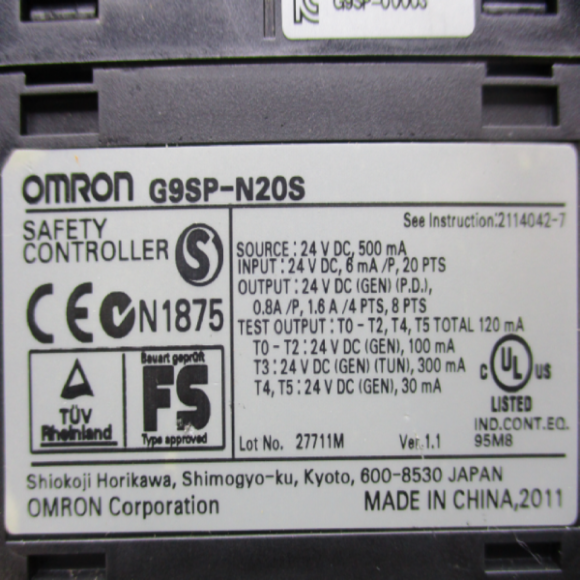 G9SP-00003
OMRON G9SP-N20S
SAFETY
CONTROLLER
S
See Instruction:2114042-7
SOURCE: 24 V DC, 500 mA
INPUT: 24 V DC, 6 mA /P, 20 PTS
OUTPUT: 24 V DC (GEN) (P.D.),
0.8A /P, 1.6 A /4 PTS, 8 PTS
TEST OUTPUT: T0 - T2, T4, T5 TOTAL 120 mA
T0 - T2: 24 V DC (GEN), 100 mA
T3: 24 V DC (GEN) (TUN), 300 mA
T4, T5: 24 V DC (GEN), 30 mA
CE N1875
TÜV
Rheinland
Bauart geprüft
FS
Type approved
C UL US
LISTED
IND.CONT.EQ.
95M8
Lot No. 27711M
Ver.1.1
Shiokoji Horikawa, Shimogyo-ku, Kyoto, 600-8530 JAPAN
OMRON Corporation
MADE IN CHINA,2011